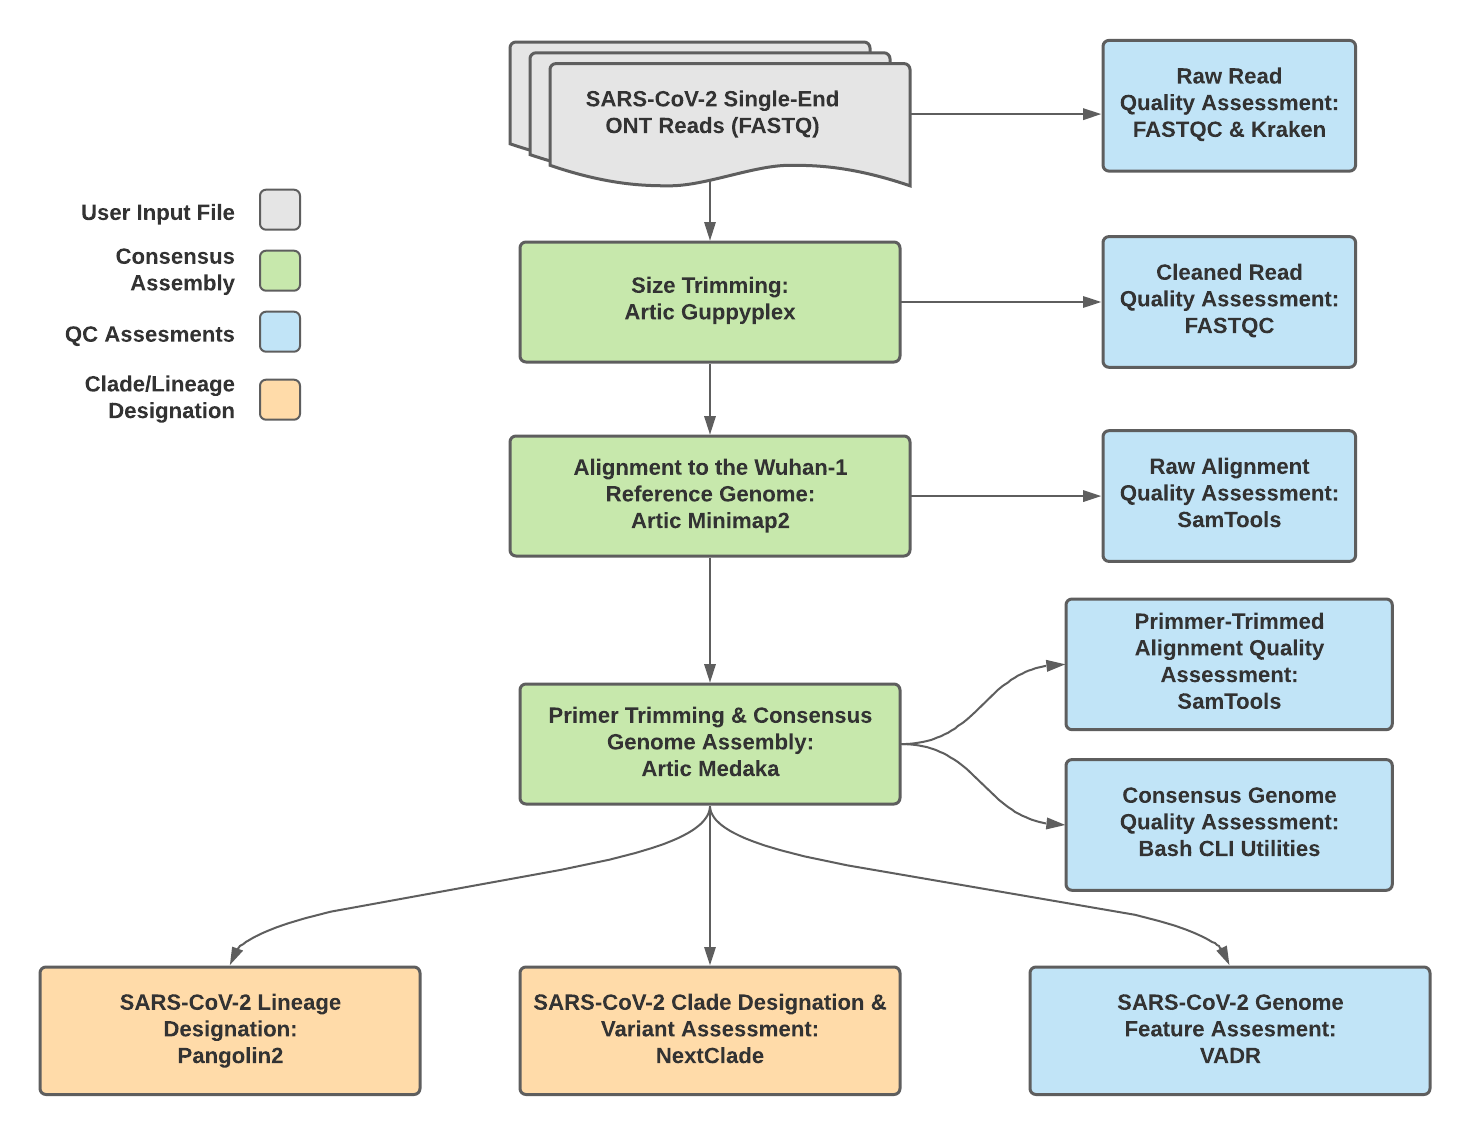 SARS-CoV-2 Single-End
ONT Reads (FASTQ)
Raw Read
Quality Assessment:
FASTQC & Kraken
User Input File
Consensus
Assembly
QC Assesments
Clade/Lineage
Designation
Size Trimming:
Artic Guppyplex
Cleaned Read
Quality Assessment:
FASTQC
Alignment to the Wuhan-1
Reference Genome:
Artic Minimap2
Raw Alignment
Quality Assessment:
SamTools
Primer Trimming & Consensus
Genome Assembly:
Artic Medaka
Primmer-Trimmed
Alignment Quality
Assessment:
SamTools
Consensus Genome
Quality Assessment:
Bash CLI Utilities
SARS-CoV-2 Lineage
Designation:
Pangolin2
SARS-CoV-2 Clade Designation &
Variant Assessment:
NextClade
SARS-CoV-2 Genome
Feature Assesment:
VADR